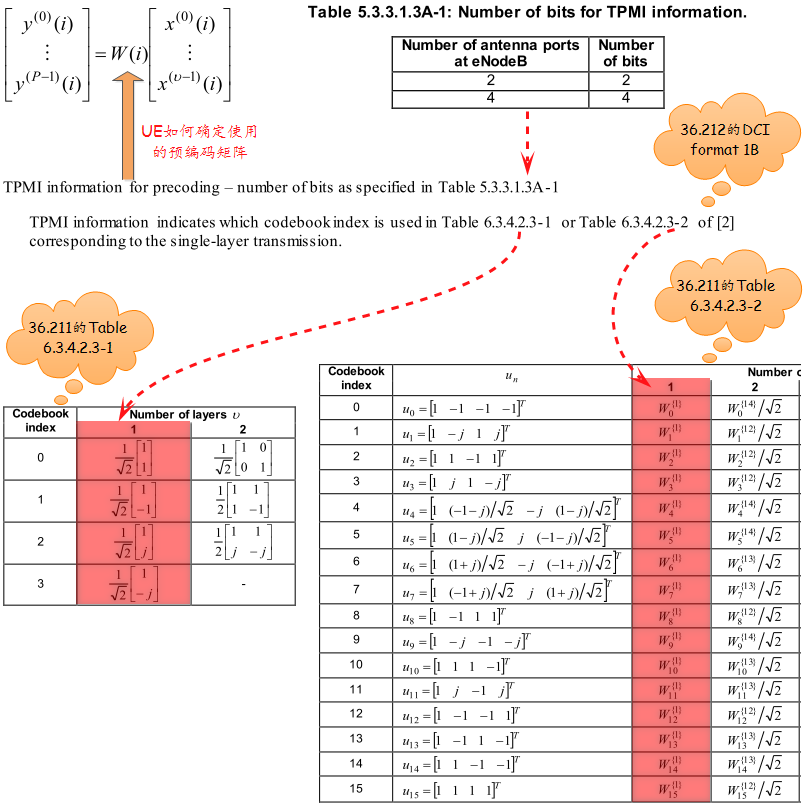 Table 5.3.3.1.3A-1: Number of bits for TPMI information.
[y^(0)(i) ⋮ y^(P−1)(i)] = W(i) [x^(0)(i) ⋮ x^(υ−1)(i)]
Number of antenna ports at eNodeB Number of bits
2 2
4 4
UE如何确定使用
的预编码矩阵
36.212的DCI
format 1B
TPMI information for precoding – number of bits as specified in Table 5.3.3.1.3A-1
TPMI information indicates which codebook index is used in Table 6.3.4.2.3-1 or Table 6.3.4.2.3-2 of [2]
corresponding to the single-layer transmission.
36.211的Table
6.3.4.2.3-1
36.211的Table
6.3.4.2.3-2
Codebook index Number of layers υ
1 2
0 1/√2 [1; 1] 1/√2 [1 0; 0 1]
1 1/√2 [1; −1] 1/2 [1 1; 1 −1]
2 1/√2 [1; j] 1/2 [1 1; j −j]
3 1/√2 [1; −j] -
Codebook index u_n Number
1 2
0 u_0 = [1 −1 −1 −1]^T W_0^{1} W_0^{14}/√2
1 u_1 = [1 −j 1 j]^T W_1^{1} W_1^{12}/√2
2 u_2 = [1 1 −1 1]^T W_2^{1} W_2^{12}/√2
3 u_3 = [1 j 1 −j]^T W_3^{1} W_3^{12}/√2
4 u_4 = [1 (−1−j)/√2 −j (1−j)/√2]^T W_4^{1} W_4^{14}/√2
5 u_5 = [1 (1−j)/√2 j (−1−j)/√2]^T W_5^{1} W_5^{14}/√2
6 u_6 = [1 (1+j)/√2 −j (−1+j)/√2]^T W_6^{1} W_6^{13}/√2
7 u_7 = [1 (−1+j)/√2 j (1+j)/√2]^T W_7^{1} W_7^{13}/√2
8 u_8 = [1 −1 1 1]^T W_8^{1} W_8^{12}/√2
9 u_9 = [1 −j −1 −j]^T W_9^{1} W_9^{14}/√2
10 u_10 = [1 1 1 −1]^T W_10^{1} W_10^{13}/√2
11 u_11 = [1 j −1 j]^T W_11^{1} W_11^{13}/√2
12 u_12 = [1 −1 −1 1]^T W_12^{1} W_12^{12}/√2
13 u_13 = [1 −1 1 −1]^T W_13^{1} W_13^{13}/√2
14 u_14 = [1 1 −1 −1]^T W_14^{1} W_14^{13}/√2
15 u_15 = [1 1 1 1]^T W_15^{1} W_15^{12}/√2